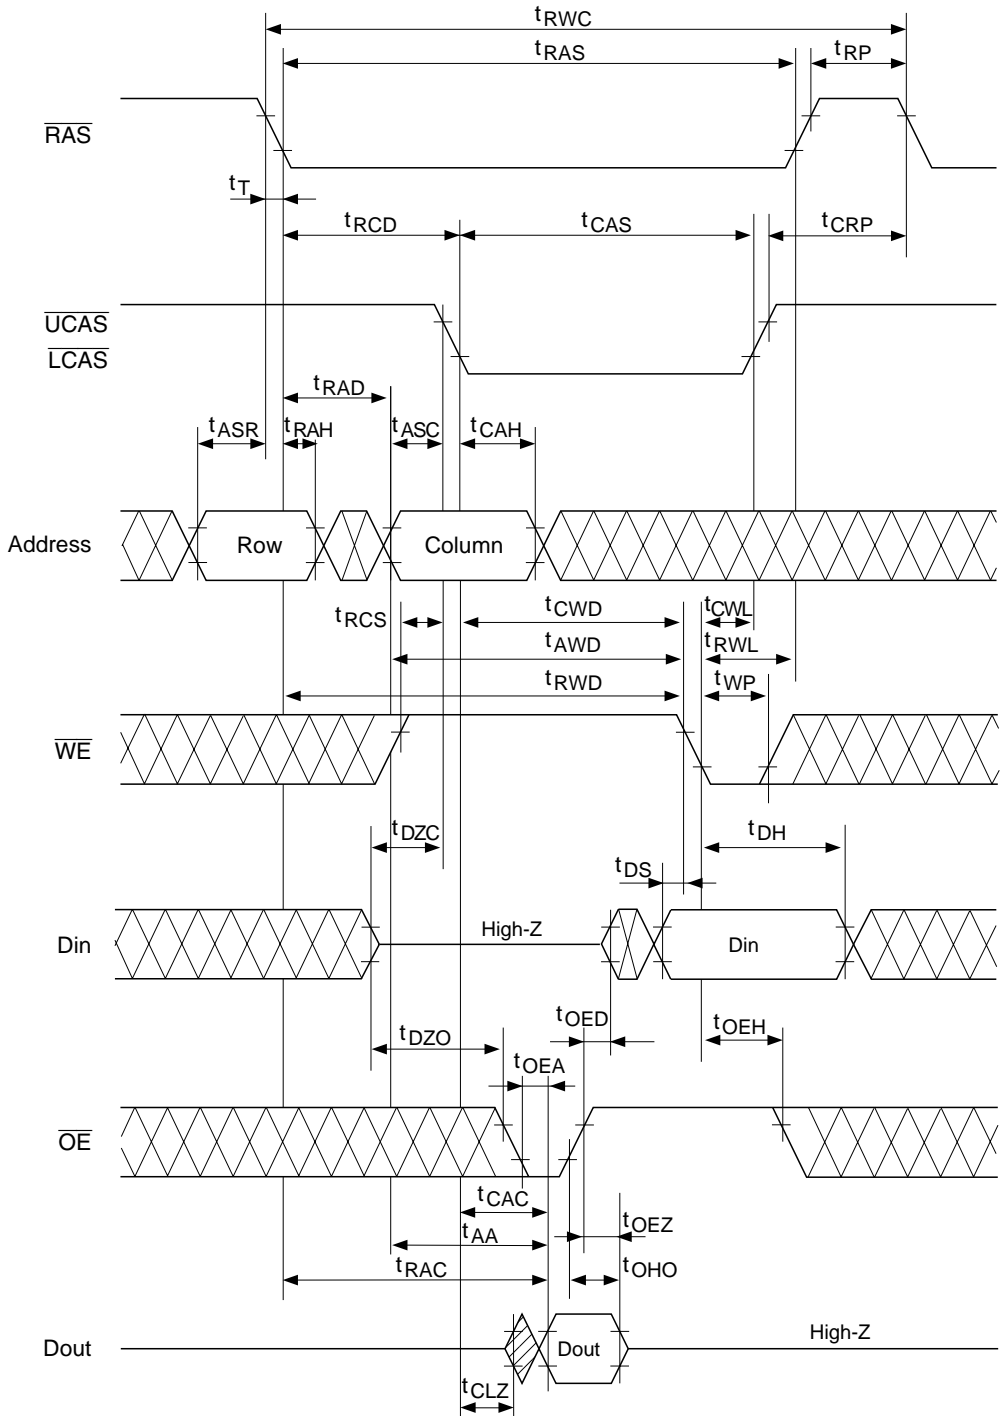 tRWC
tRAS
tRP
RAS
tT
tRCD
tCAS
tCRP
UCAS
LCAS
tRAD
tASR
tRAH
tASC
tCAH
Address
Row
Column
tRCS
tCWD
tCWL
tAWD
tRWL
tRWD
tWP
WE
tDZC
tDH
tDS
Din
High-Z
Din
tOED
tDZO
tOEH
tOEA
OE
tCAC
tOEZ
tAA
tRAC
tOHO
Dout
Dout
High-Z
tCLZ